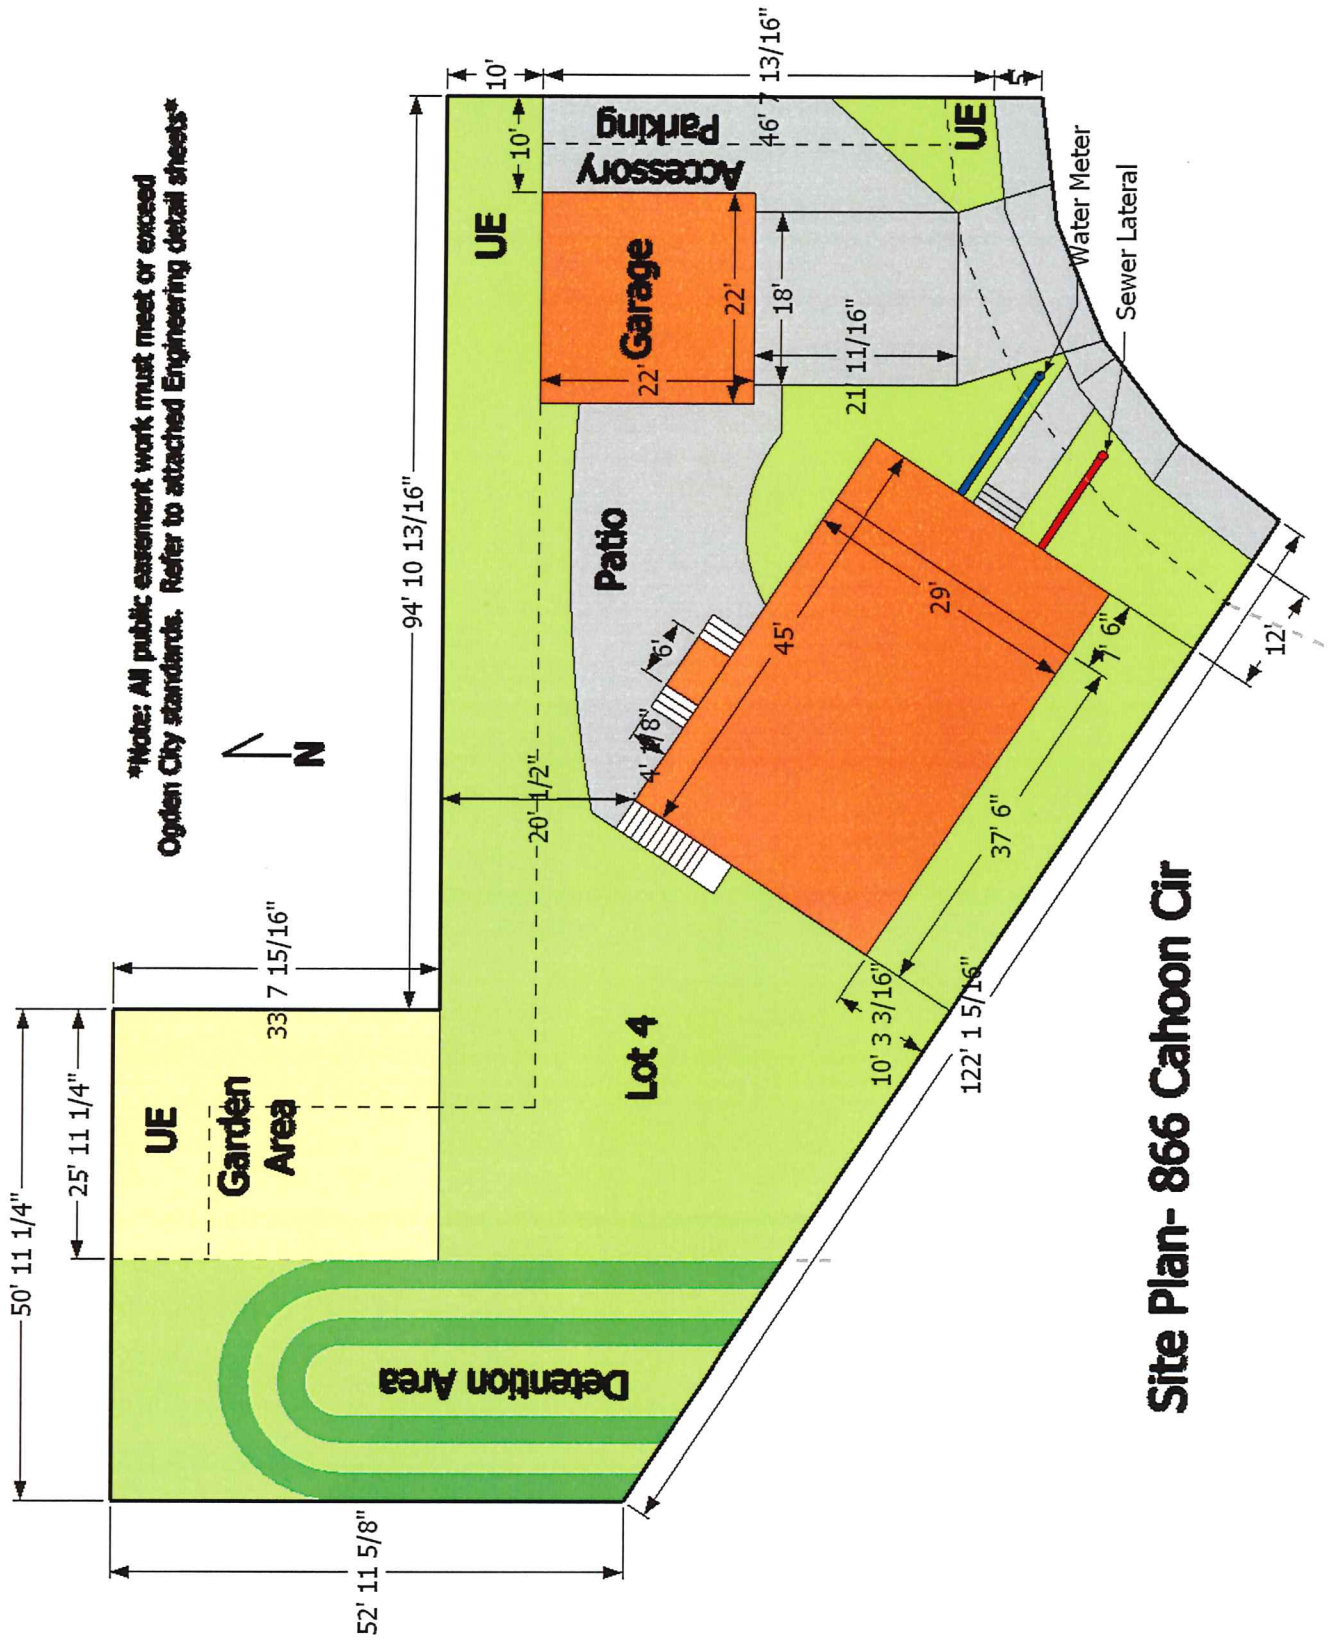 *Note: All public easement work must meet or exceed
Ogden City standards. Refer to attached Engineering detail sheets*
N
50' 11 1/4"
25' 11 1/4"
33' 7 15/16"
94' 10 13/16"
10'
10'
46' 7 13/16"
5'
UE
Garden
Area
UE
Garage
22'
22'
Accessory
Parking
UE
18'
21' 11/16"
Water Meter
Sewer Lateral
Patio
20' 1/2"
6'
45'
29'
7' 6"
37' 6"
12'
10' 3 3/16"
122' 1 5/16"
Lot 4
Detention Area
52' 11 5/8"
Site Plan- 866 Cahoon Cir